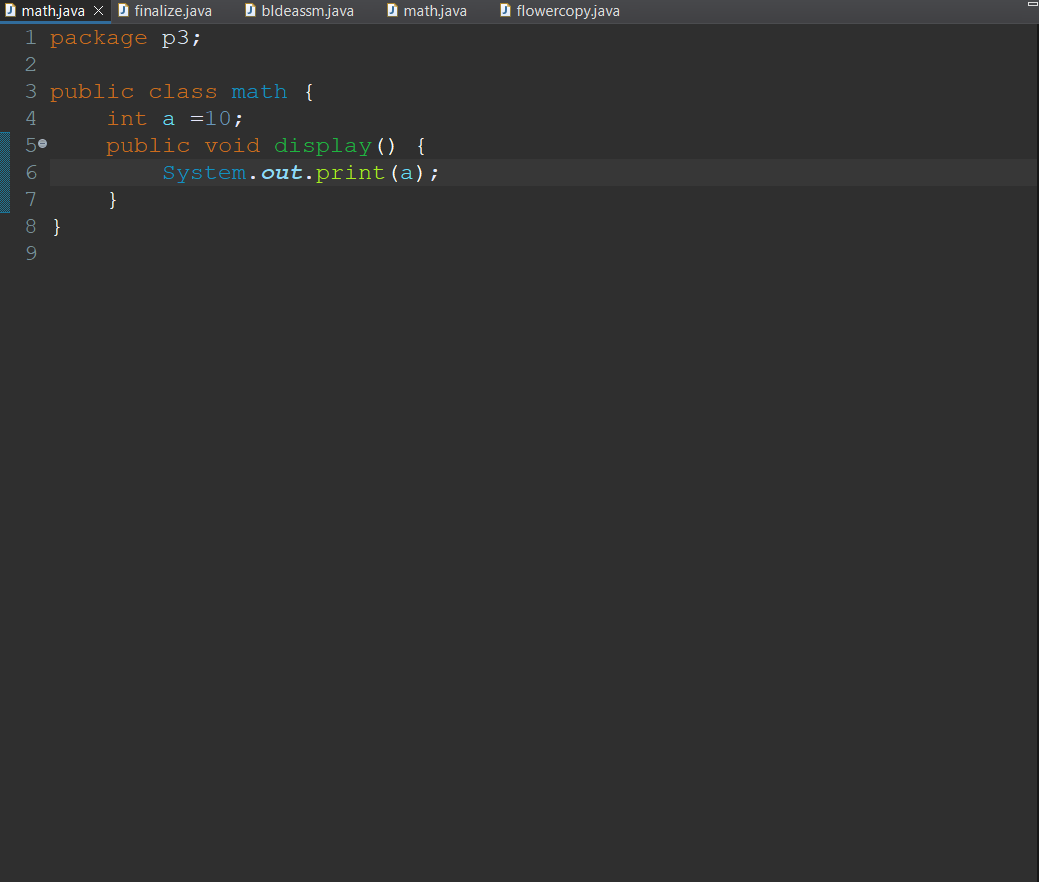 math.java finalize.java bldeassm.java math.java flowercopy.java
1 package p3;
2
3 public class math {
4 int a =10;
5 public void display() {
6 System.out.print(a);
7 }
8 }
9